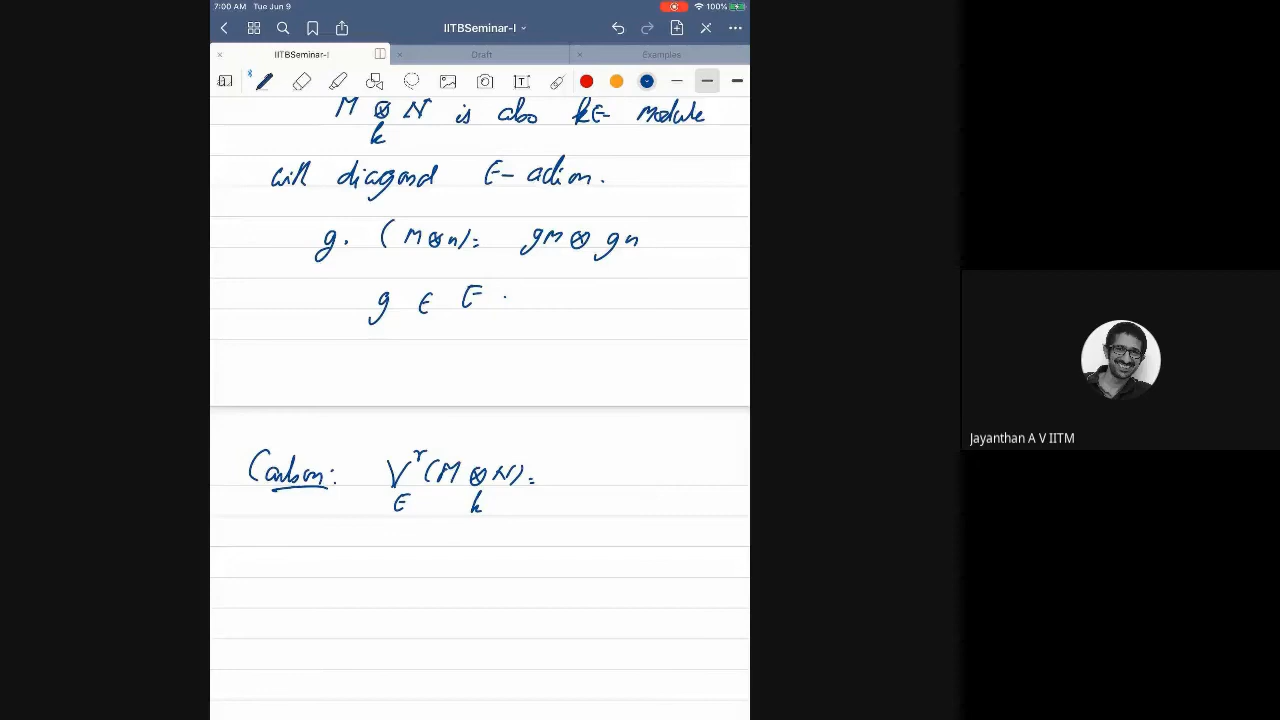 7:00 AM Tue Jun 9 100%
IITBSeminar-I
IITBSeminar-I Draft Examples
M ⊗ N is also kE- module
k
with diagonal E- action.
g. (m⊗n)= gm ⊗ gn
g ∈ E .
Carlson: V^r(M ⊗ N) =
E k
Jayanthan A V IITM